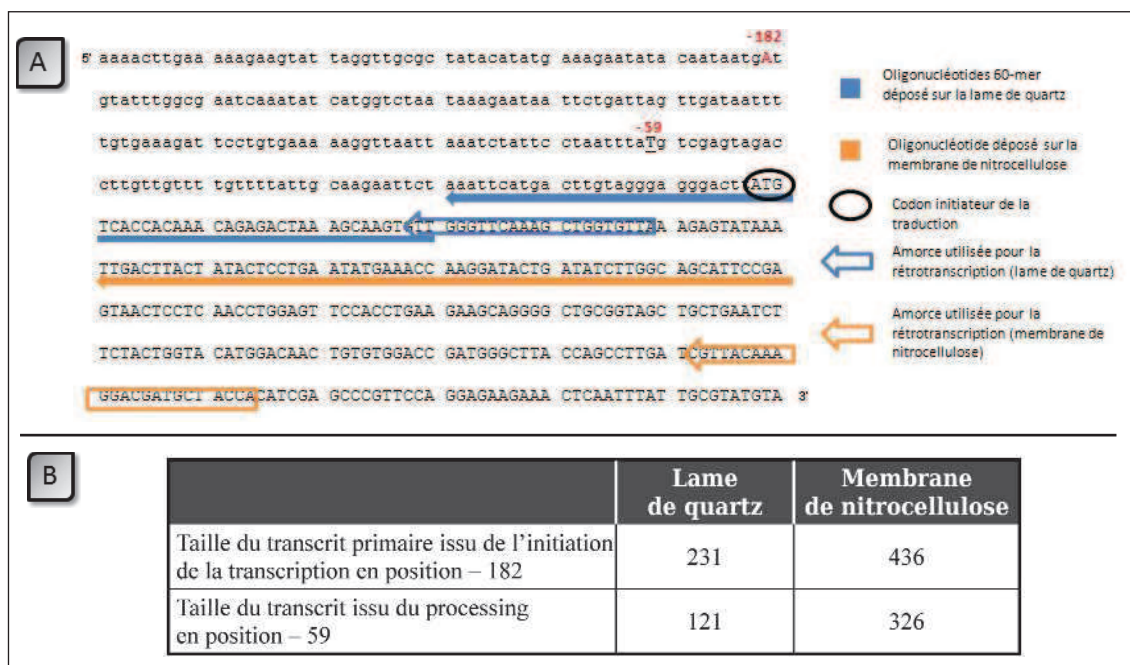 A
-182
5' aaaacttgaa aaagaagtat taggttgcgc tatacatatg aaagaatata caataatgAt
gtatttggcg aatcaaatat catggtctaa taaagaataa ttctgattag ttgataattt
-59
tgtgaaagat tcctgtgaaa aaggttaatt aaatctattc ctaatttaTg tcgagtagac
cttgttgttt tgttttattg caagaattct aaattcatga cttgtaggga gggacttATG
TCACCACAAA CAGAGACTAA AGCAAGTGTT GGGTTCAAAG CTGGTGTTAA AGAGTATAAA
TTGACTTACT ATACTCCTGA ATATGAAACC AAGGATACTG ATATCTTGGC AGCATTCCGA
GTAACTCCTC AACCTGGAGT TCCACCTGAA GAAGCAGGGG CTGCGGTAGC TGCTGAATCT
TCTACTGGTA CATGGACAAC TGTGTGGACC GATGGGCTTA CCAGCCTTGA TCGTTACAAA
GGACGATGCT ACCACATCGA GCCCGTTCCA GGAGAAGAAA CTCAATTTAT TGCGTATGTA 3'
Oligonucléotides 60-mer
déposé sur la lame de quartz
Oligonucléotide déposé sur la
membrane de nitrocellulose
Codon initiateur de la
traduction
Amorce utilisée pour la
rétrotranscription (lame de quartz)
Amorce utilisée pour la
rétrotranscription (membrane de
nitrocellulose)
B
Lame
de quartz
Membrane
de nitrocellulose
Taille du transcrit primaire issu de l'initiation
de la transcription en position – 182
231
436
Taille du transcrit issu du processing
en position – 59
121
326